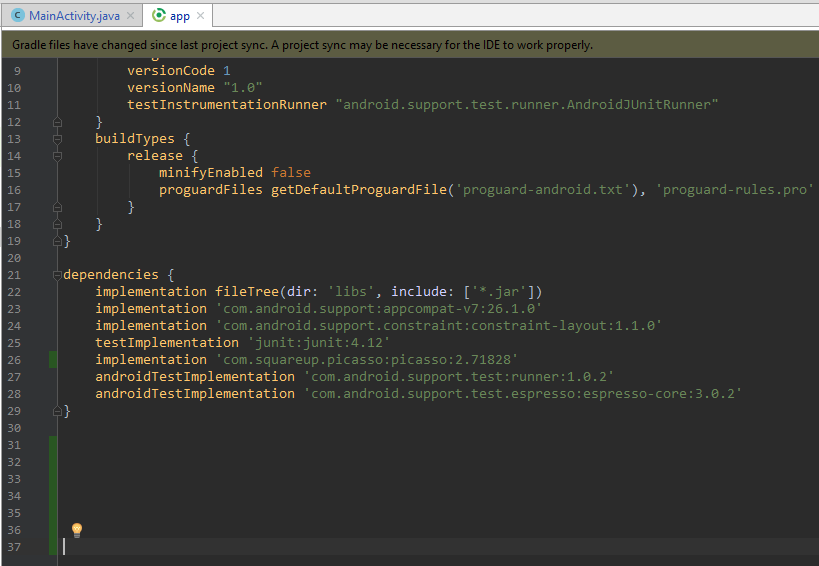 MainActivity.java app
Gradle files have changed since last project sync. A project sync may be necessary for the IDE to work properly.
9 versionCode 1
10 versionName "1.0"
11 testInstrumentationRunner "android.support.test.runner.AndroidJUnitRunner"
12 }
13 buildTypes {
14 release {
15 minifyEnabled false
16 proguardFiles getDefaultProguardFile('proguard-android.txt'), 'proguard-rules.pro'
17 }
18 }
19 }
20
21 dependencies {
22 implementation fileTree(dir: 'libs', include: ['*.jar'])
23 implementation 'com.android.support:appcompat-v7:26.1.0'
24 implementation 'com.android.support.constraint:constraint-layout:1.1.0'
25 testImplementation 'junit:junit:4.12'
26 implementation 'com.squareup.picasso:picasso:2.71828'
27 androidTestImplementation 'com.android.support.test:runner:1.0.2'
28 androidTestImplementation 'com.android.support.test.espresso:espresso-core:3.0.2'
29 }
30
31
32
33
34
35
36
37